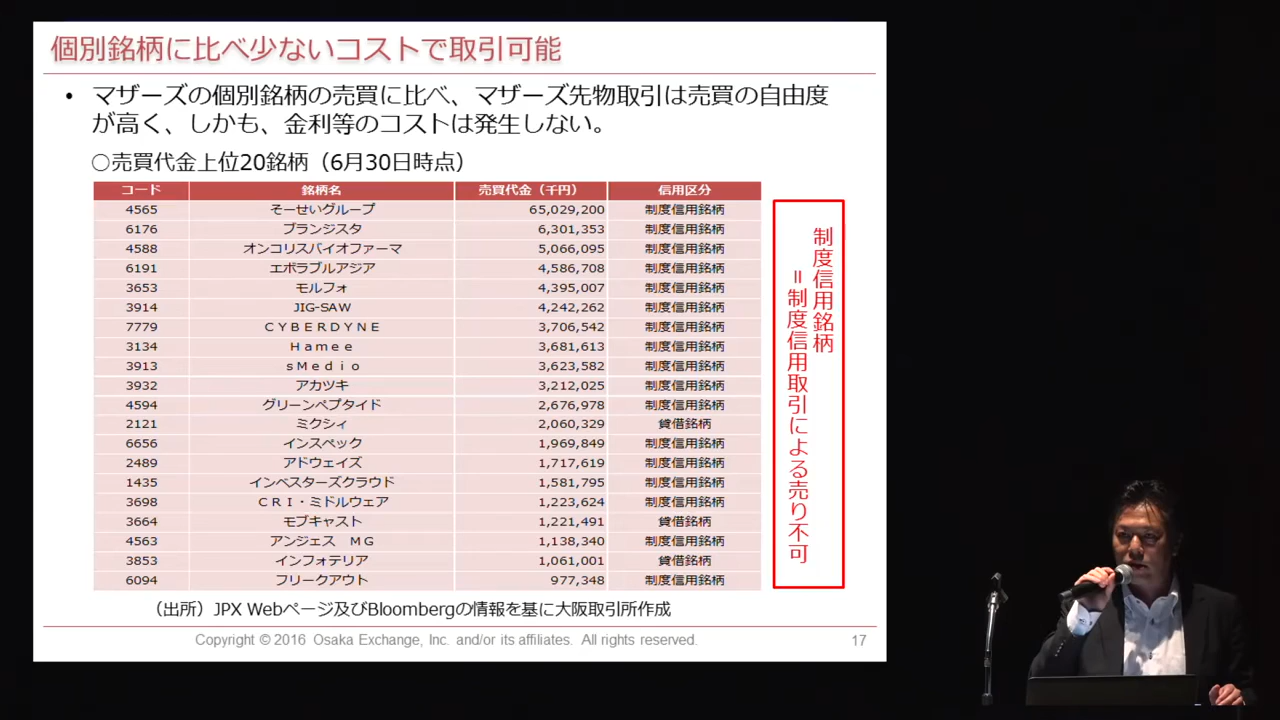 個別銘柄に比べ少ないコストで取引可能
• マザーズの個別銘柄の売買に比べ、マザーズ先物取引は売買の自由度
が高く、しかも、金利等のコストは発生しない。
○売買代金上位20銘柄（6月30日時点）
コード 銘柄名 売買代金（千円） 信用区分
4565 そーせいグループ 65,029,200 制度信用銘柄
6176 ブランジスタ 6,301,353 制度信用銘柄
4588 オンコリスバイオファーマ 5,066,095 制度信用銘柄
6191 エボラブルアジア 4,586,708 制度信用銘柄
3653 モルフォ 4,395,007 制度信用銘柄
3914 JIG-SAW 4,242,262 制度信用銘柄
7779 ＣＹＢＥＲＤＹＮＥ 3,706,542 制度信用銘柄
3134 Ｈａｍｅｅ 3,681,613 制度信用銘柄
3913 ｓＭｅｄｉｏ 3,623,582 制度信用銘柄
3932 アカツキ 3,212,025 制度信用銘柄
4594 グリーンペプタイド 2,676,978 制度信用銘柄
2121 ミクシィ 2,060,329 貸借銘柄
6656 インスペック 1,969,849 制度信用銘柄
2489 アドウェイズ 1,717,619 制度信用銘柄
1435 インベスターズクラウド 1,581,795 制度信用銘柄
3698 ＣＲＩ・ミドルウェア 1,223,624 制度信用銘柄
3664 モブキャスト 1,221,491 貸借銘柄
4563 アンジェス　ＭＧ 1,138,340 制度信用銘柄
3853 インフォテリア 1,061,001 貸借銘柄
6094 フリークアウト 977,348 制度信用銘柄
制度信用銘柄
＝制度信用取引による売り不可
（出所）JPX Webページ及びBloombergの情報を基に大阪取引所作成
Copyright © 2016 Osaka Exchange, Inc. and/or its affiliates. All rights reserved.
17